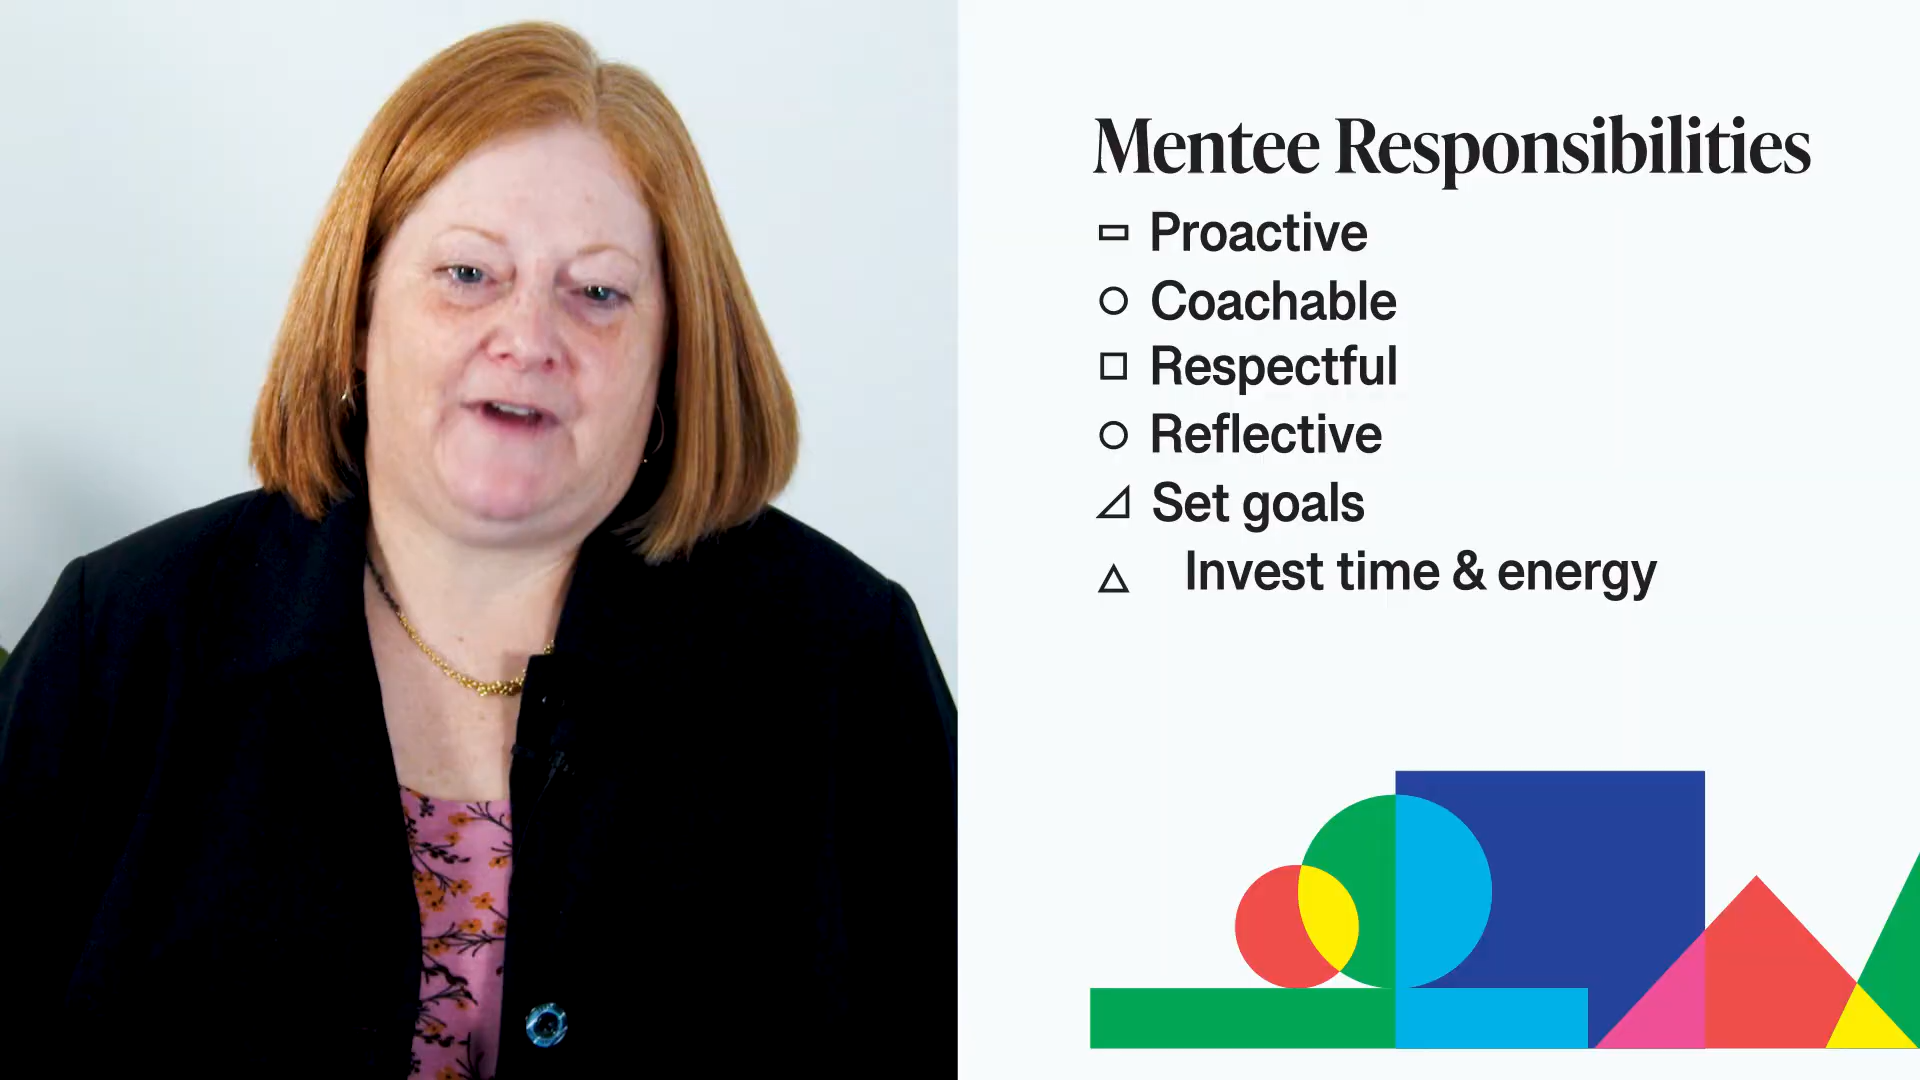 Mentee Responsibilities
Proactive
Coachable
Respectful
Reflective
Set goals
Invest time & energy